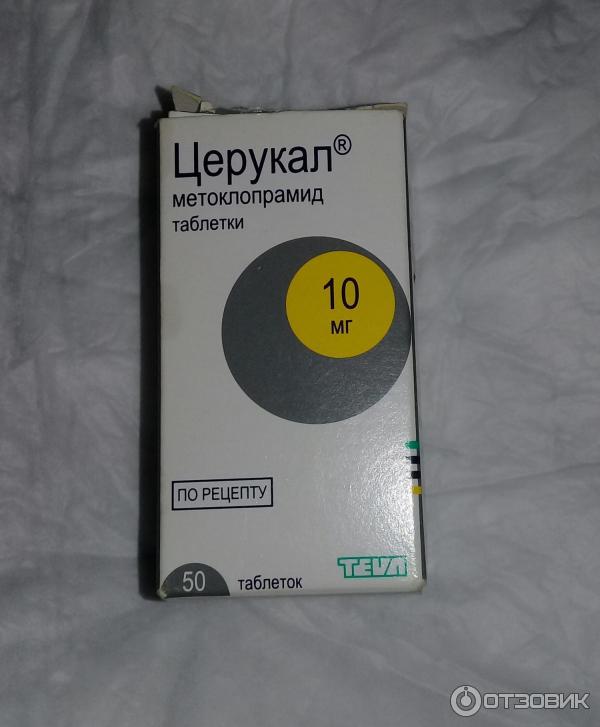 Церукал®
метоклопрамид
таблетки
10
мг
ПО РЕЦЕПТУ
TEVA
50 таблеток
ОТЗОВИК